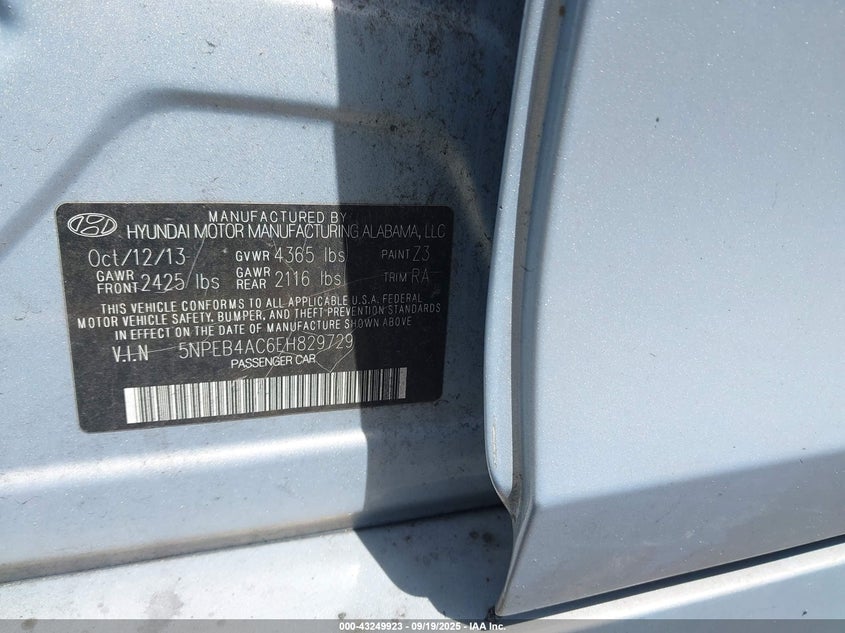 MANUFACTURED BY
HYUNDAI MOTOR MANUFACTURING ALABAMA, LLC
Oct/12/13 GVWR 4365 lbs PAINT Z3
GAWR FRONT 2425 lbs GAWR REAR 2116 lbs TRIM RA
THIS VEHICLE CONFORMS TO ALL APPLICABLE U.S.A. FEDERAL
MOTOR VEHICLE SAFETY, BUMPER, AND THEFT PREVENTION STANDARDS
IN EFFECT ON THE DATE OF MANUFACTURE SHOWN ABOVE
V.I.N 5NPEB4AC6EH829729
PASSENGER CAR
000-43249923 - 09/19/2025 - © IAA, Inc.